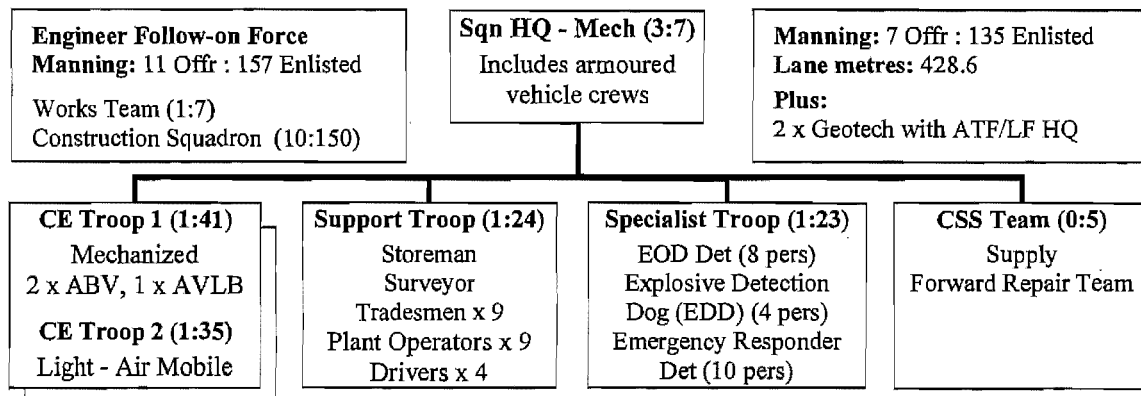 Engineer Follow-on Force
Manning: 11 Offr : 157 Enlisted
Works Team (1:7)
Construction Squadron (10:150)
Sqn HQ - Mech (3:7)
Includes armoured
vehicle crews
Manning: 7 Offr : 135 Enlisted
Lane metres: 428.6
Plus:
2 x Geotech with ATF/LF HQ
CE Troop 1 (1:41)
Mechanized
2 x ABV, 1 x AVLB
CE Troop 2 (1:35)
Light - Air Mobile
Support Troop (1:24)
Storeman
Surveyor
Tradesmen x 9
Plant Operators x 9
Drivers x 4
Specialist Troop (1:23)
EOD Det (8 pers)
Explosive Detection
Dog (EDD) (4 pers)
Emergency Responder
Det (10 pers)
CSS Team (0:5)
Supply
Forward Repair Team